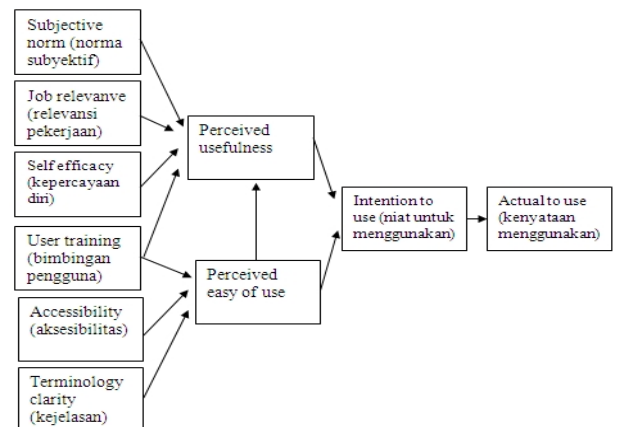 Subjective
norm (norma
subyektif)
Job relevanve
(relevansi
pekerjaan)
Self efficacy
(kepercayaan
diri)
User training
(bimbingan
pengguna)
Accessibility
(aksesibilitas)
Terminology
clarity
(kejelasan)
Perceived
usefulness
Perceived
easy of use
Intention to
use (niat untuk
menggunakan)
Actual to use
(kenyataan
menggunakan)